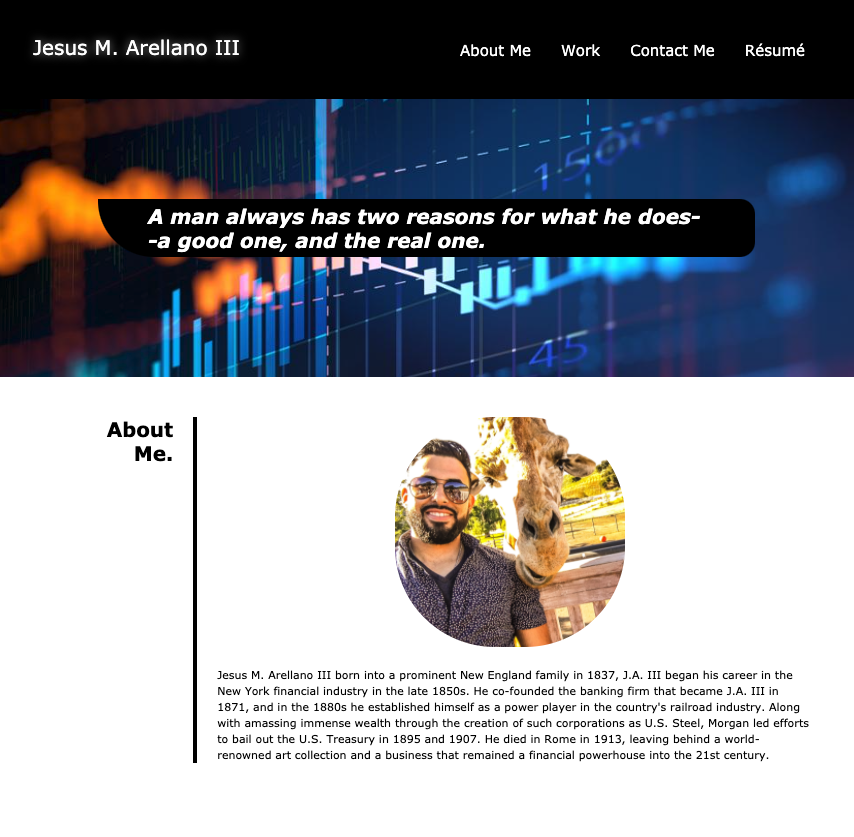 Jesus M. Arellano III
About Me Work Contact Me Résumé
1500
A man always has two reasons for what he does-
-a good one, and the real one.
45
About
Me.
Jesus M. Arellano III born into a prominent New England family in 1837, J.A. III began his career in the
New York financial industry in the late 1850s. He co-founded the banking firm that became J.A. III in
1871, and in the 1880s he established himself as a power player in the country's railroad industry. Along
with amassing immense wealth through the creation of such corporations as U.S. Steel, Morgan led efforts
to bail out the U.S. Treasury in 1895 and 1907. He died in Rome in 1913, leaving behind a world-
renowned art collection and a business that remained a financial powerhouse into the 21st century.